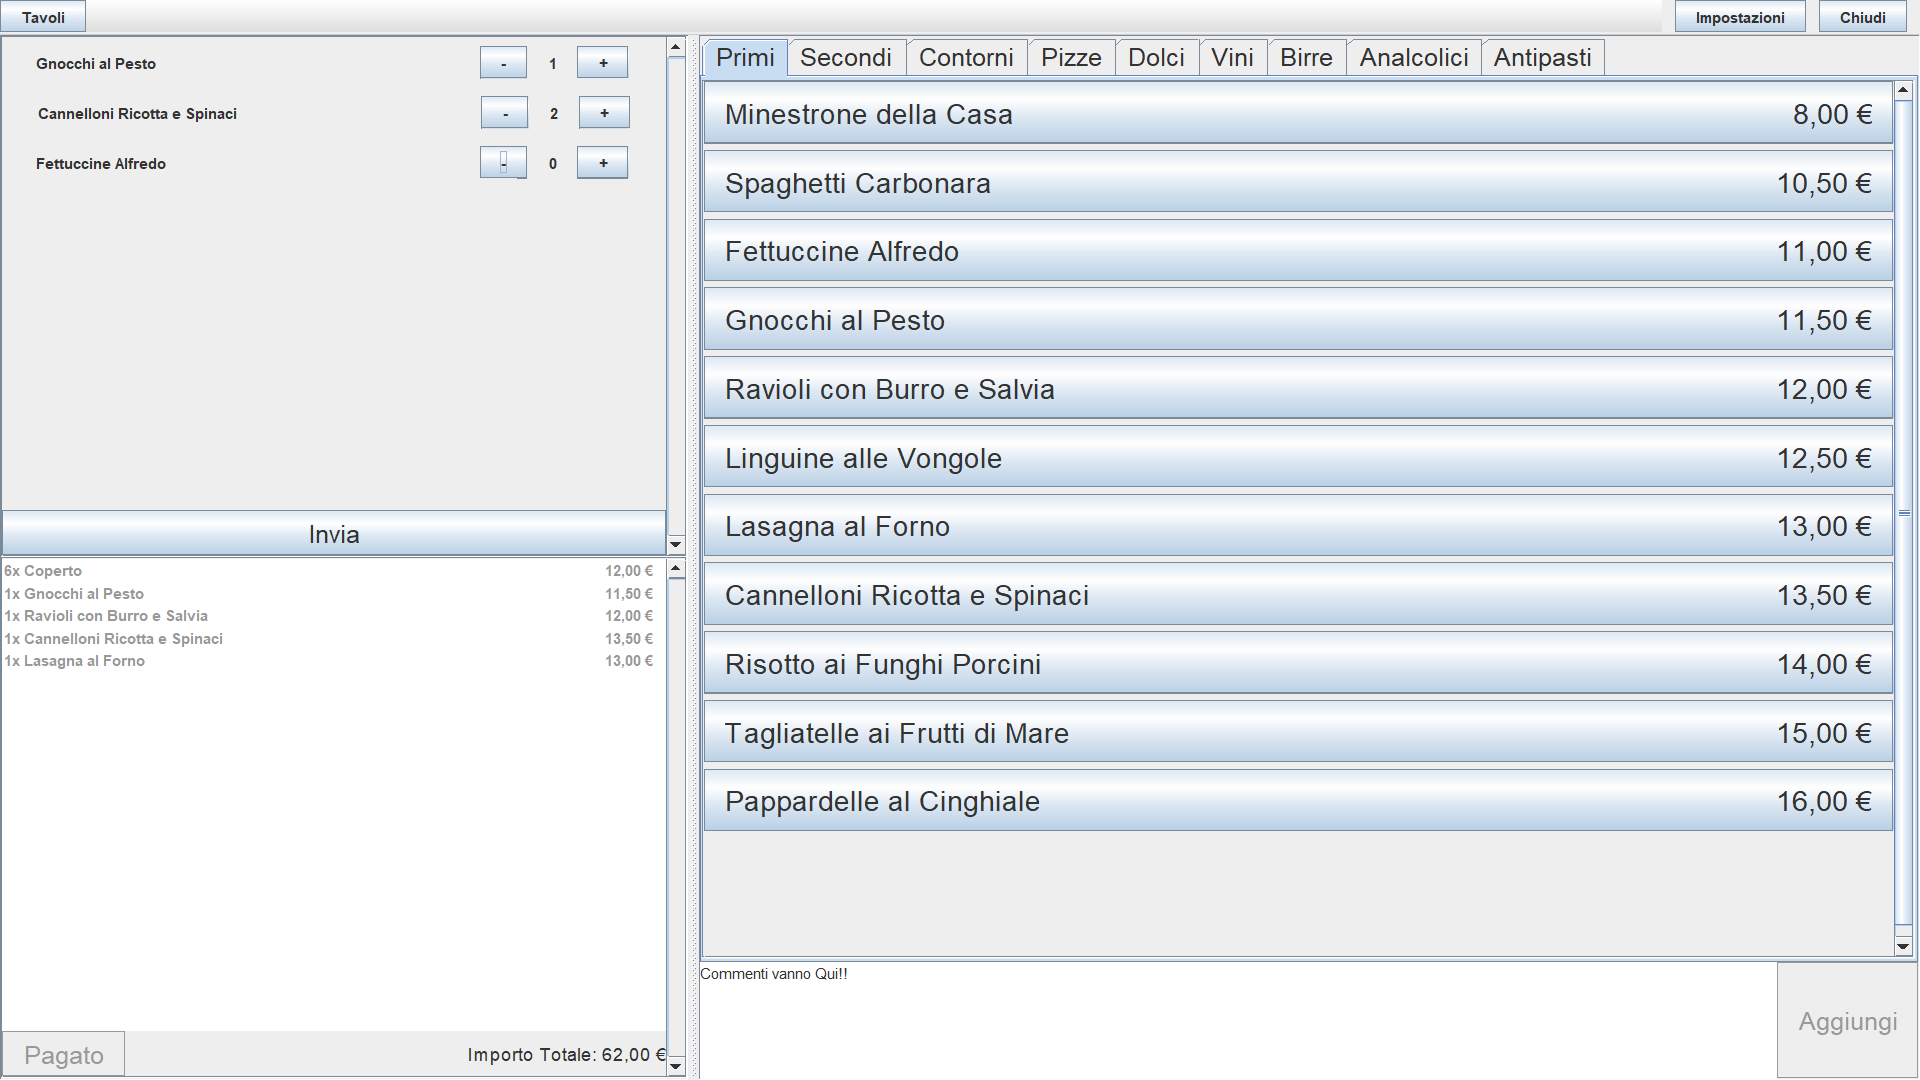 Tavoli
Impostazioni
Chiudi
Gnocchi al Pesto - 1 +
Cannelloni Ricotta e Spinaci - 2 +
Fettuccine Alfredo - 0 +
Invia
6x Coperto 12,00 €
1x Gnocchi al Pesto 11,50 €
1x Ravioli con Burro e Salvia 12,00 €
1x Cannelloni Ricotta e Spinaci 13,50 €
1x Lasagna al Forno 13,00 €
Pagato
Importo Totale: 62,00 €
Primi Secondi Contorni Pizze Dolci Vini Birre Analcolici Antipasti
Minestrone della Casa 8,00 €
Spaghetti Carbonara 10,50 €
Fettuccine Alfredo 11,00 €
Gnocchi al Pesto 11,50 €
Ravioli con Burro e Salvia 12,00 €
Linguine alle Vongole 12,50 €
Lasagna al Forno 13,00 €
Cannelloni Ricotta e Spinaci 13,50 €
Risotto ai Funghi Porcini 14,00 €
Tagliatelle ai Frutti di Mare 15,00 €
Pappardelle al Cinghiale 16,00 €
Commenti vanno Qui!!
Aggiungi